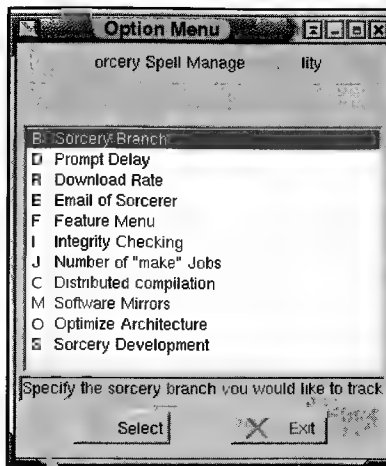 Option Menu
orcery Spell Manage lity
B Sorcery Branch
D Prompt Delay
R Download Rate
E Email of Sorcerer
F Feature Menu
I Integrity Checking
J Number of "make" Jobs
C Distributed compilation
M Software Mirrors
O Optimize Architecture
S Sorcery Development
Specify the sorcery branch you would like to track
Select Exit